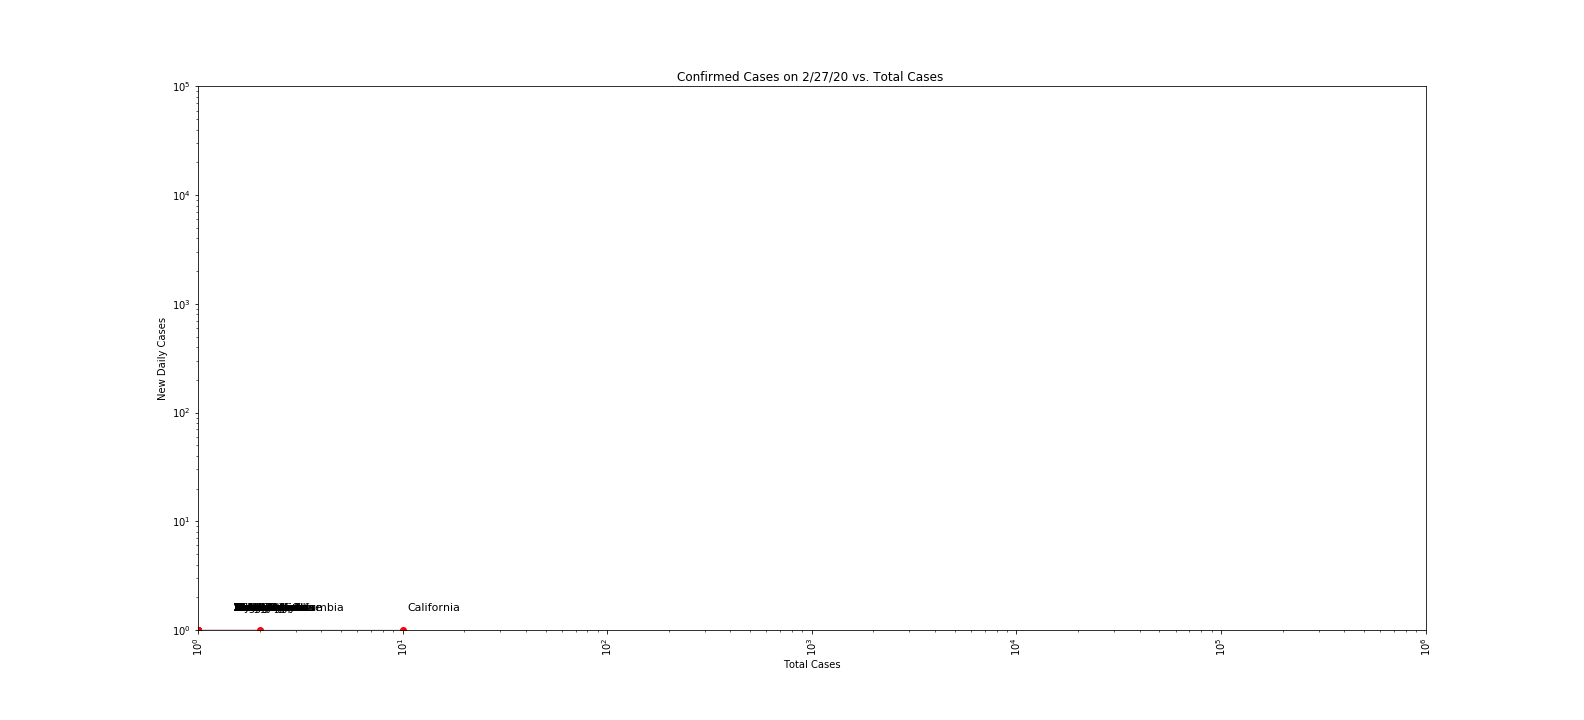 Confirmed Cases on 2/27/20 vs. Total Cases
10⁵
10⁴
10³
10²
10¹
10⁰
New Daily Cases
California
10⁰ 10¹ 10² 10³ 10⁴ 10⁵ 10⁶
Total Cases